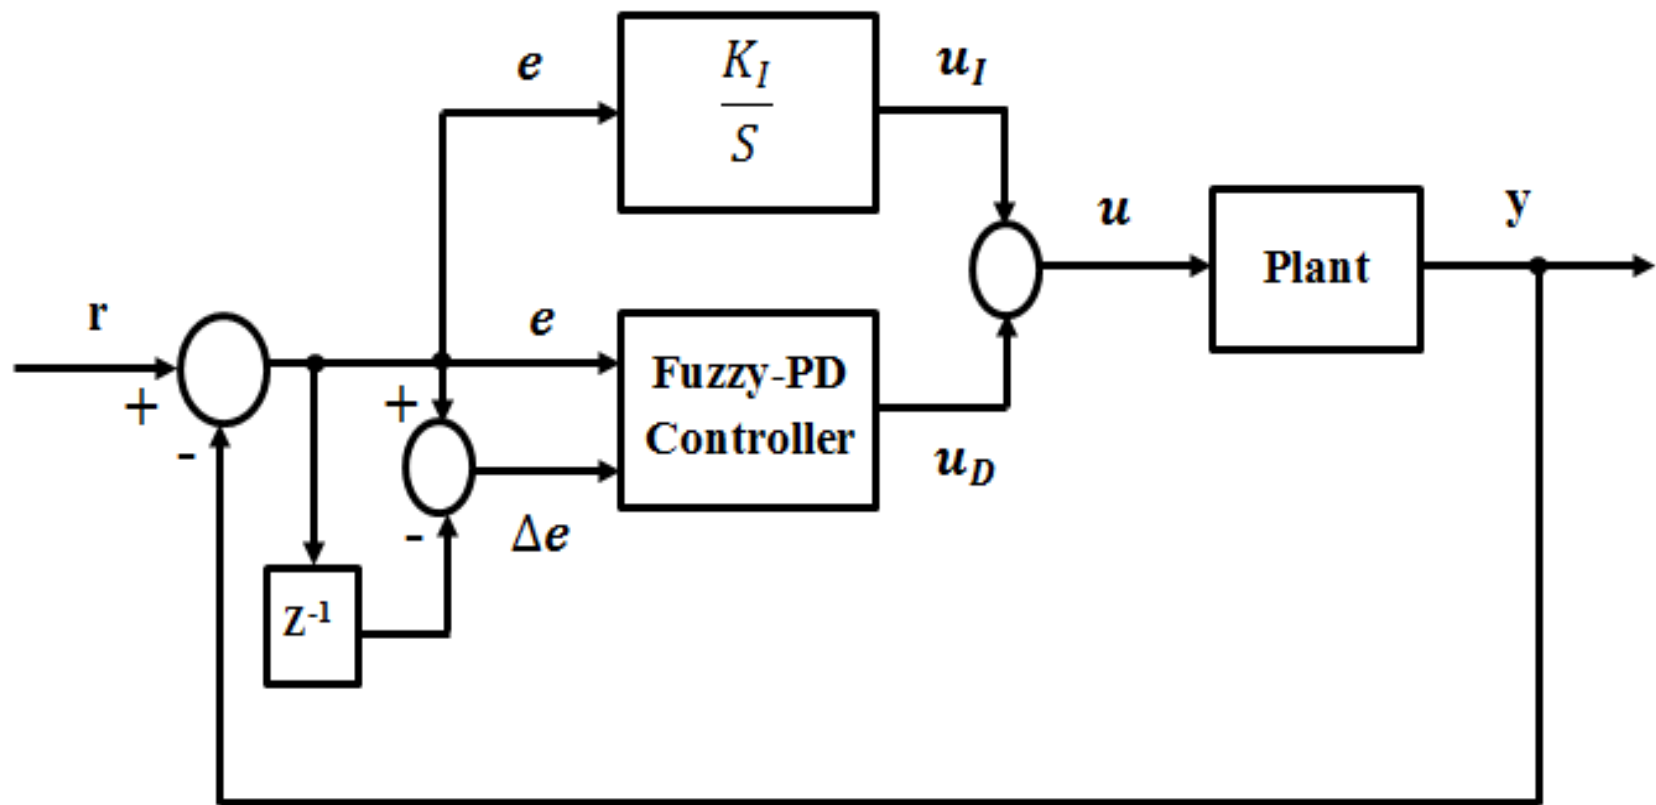 e
K_I
S
u_I
u
Plant
y
r
+
-
e
+
-
Fuzzy-PD
Controller
u_D
Δe
Z⁻¹